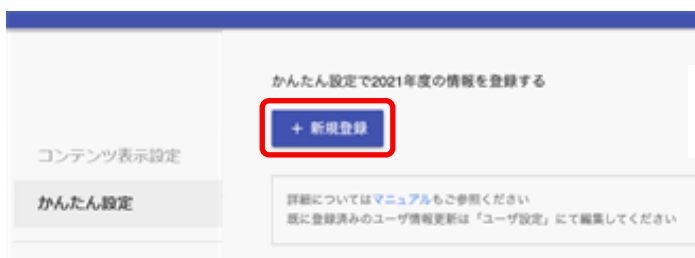 かんたん設定で2021年度の情報を登録する
+ 新規登録
コンテンツ表示設定
かんたん設定
詳細についてはマニュアルもご参照ください
既に登録済みのユーザ情報更新は「ユーザ設定」にて編集してください